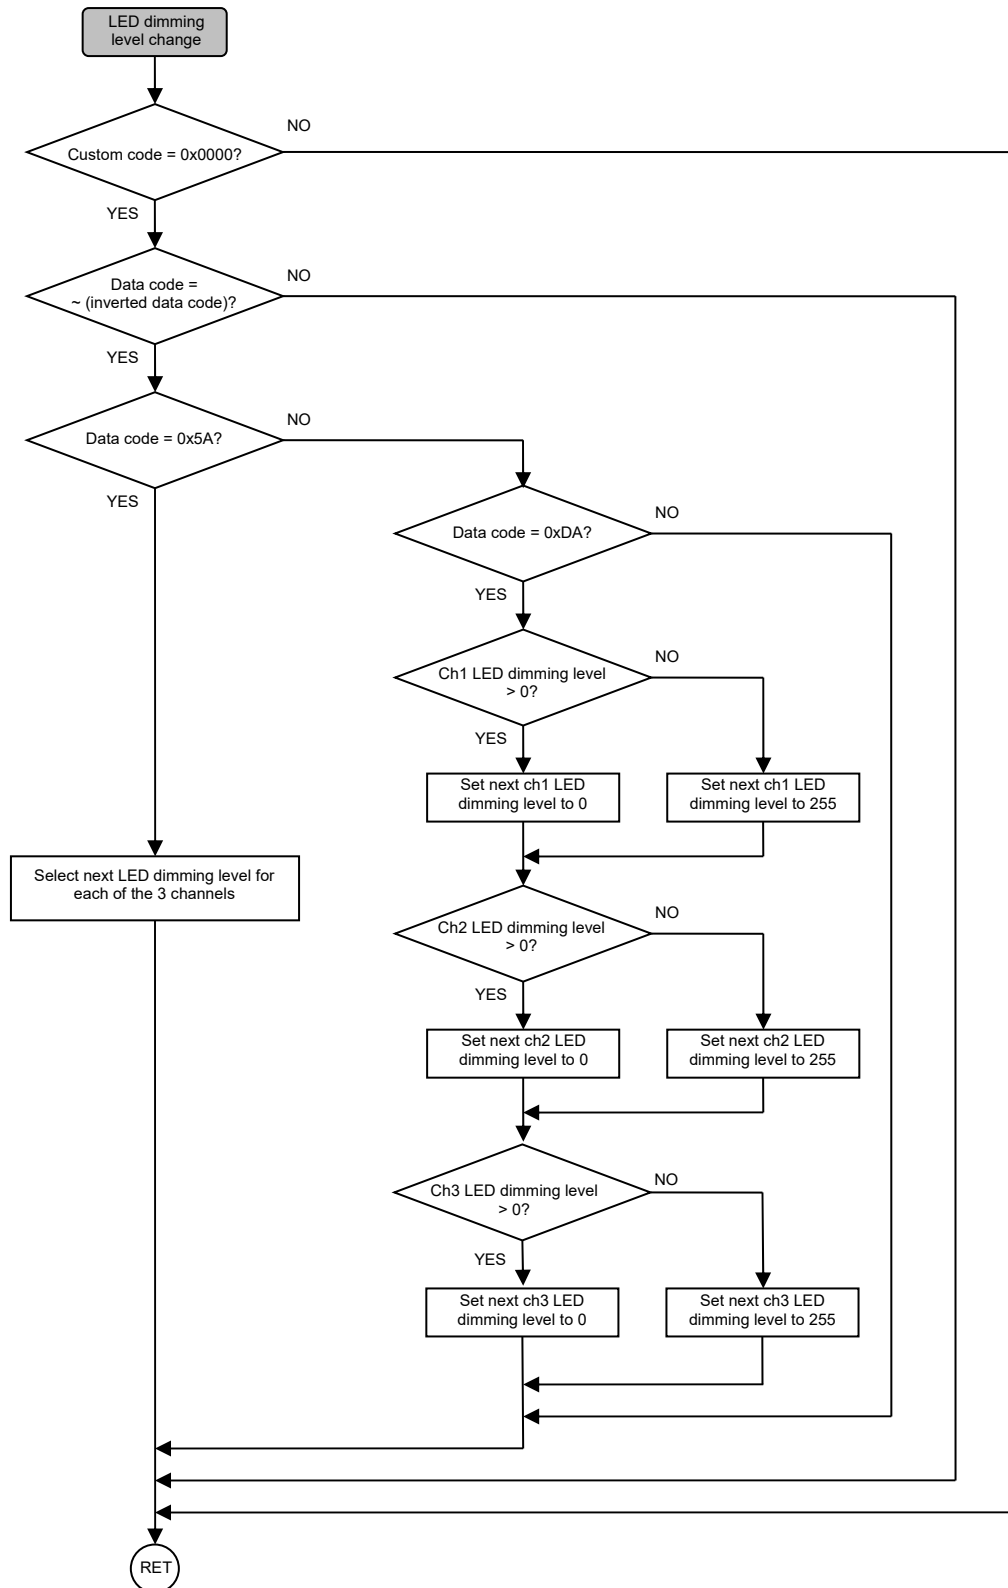 LED dimming
level change
NO
Custom code = 0x0000?
YES
NO
Data code =
~ (inverted data code)?
YES
NO
Data code = 0x5A?
YES
NO
Data code = 0xDA?
YES
NO
Ch1 LED dimming level
> 0?
YES
Set next ch1 LED
dimming level to 0
Set next ch1 LED
dimming level to 255
Select next LED dimming level for
each of the 3 channels
NO
Ch2 LED dimming level
> 0?
YES
Set next ch2 LED
dimming level to 0
Set next ch2 LED
dimming level to 255
NO
Ch3 LED dimming level
> 0?
YES
Set next ch3 LED
dimming level to 0
Set next ch3 LED
dimming level to 255
RET